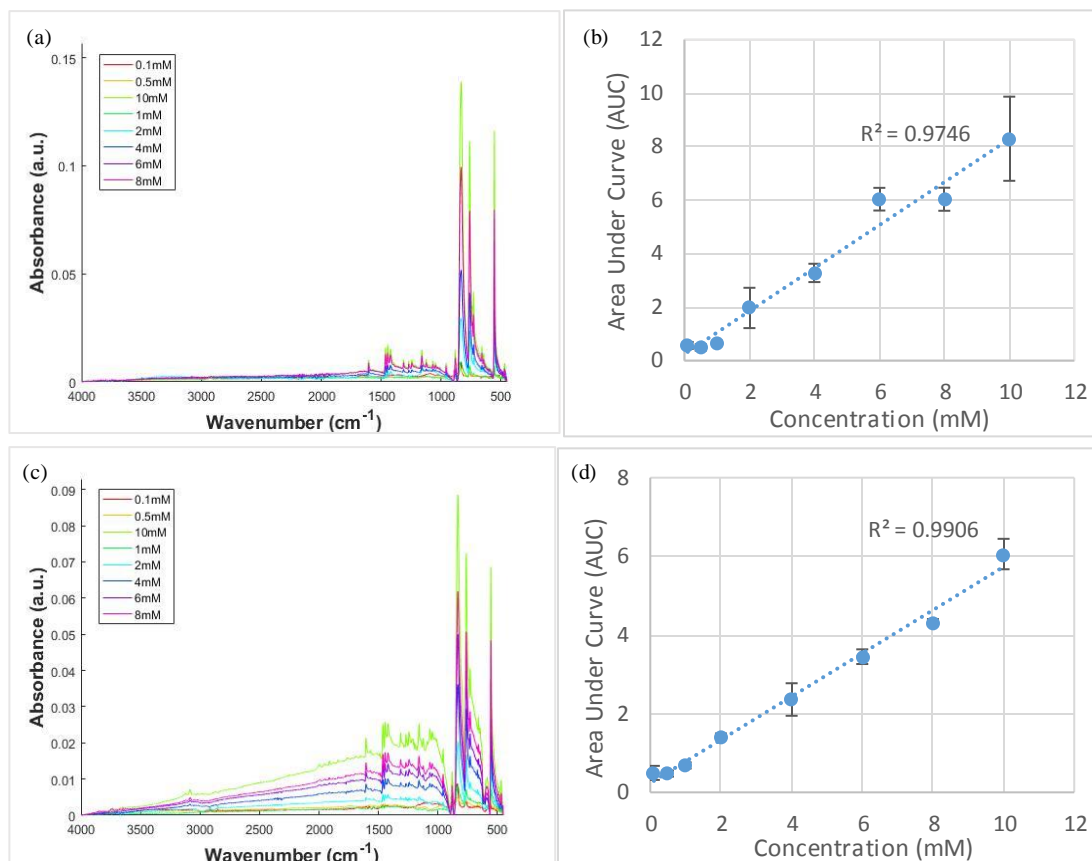 (a)
0.15
0.1
0.05
0
Absorbance (a.u.)
0.1mM
0.5mM
10mM
1mM
2mM
4mM
6mM
8mM
4000 3500 3000 2500 2000 1500 1000 500
Wavenumber (cm⁻¹)
(b)
12
10
8
6
4
2
0
Area Under Curve (AUC)
R² = 0.9746
0 2 4 6 8 10 12
Concentration (mM)
(c)
0.09
0.08
0.07
0.06
0.05
0.04
0.03
0.02
0.01
0
Absorbance (a.u.)
0.1mM
0.5mM
10mM
1mM
2mM
4mM
6mM
8mM
4000 3500 3000 2500 2000 1500 1000 500
Wavenumber (cm⁻¹)
(d)
8
6
4
2
0
Area Under Curve (AUC)
R² = 0.9906
0 2 4 6 8 10 12
Concentration (mM)